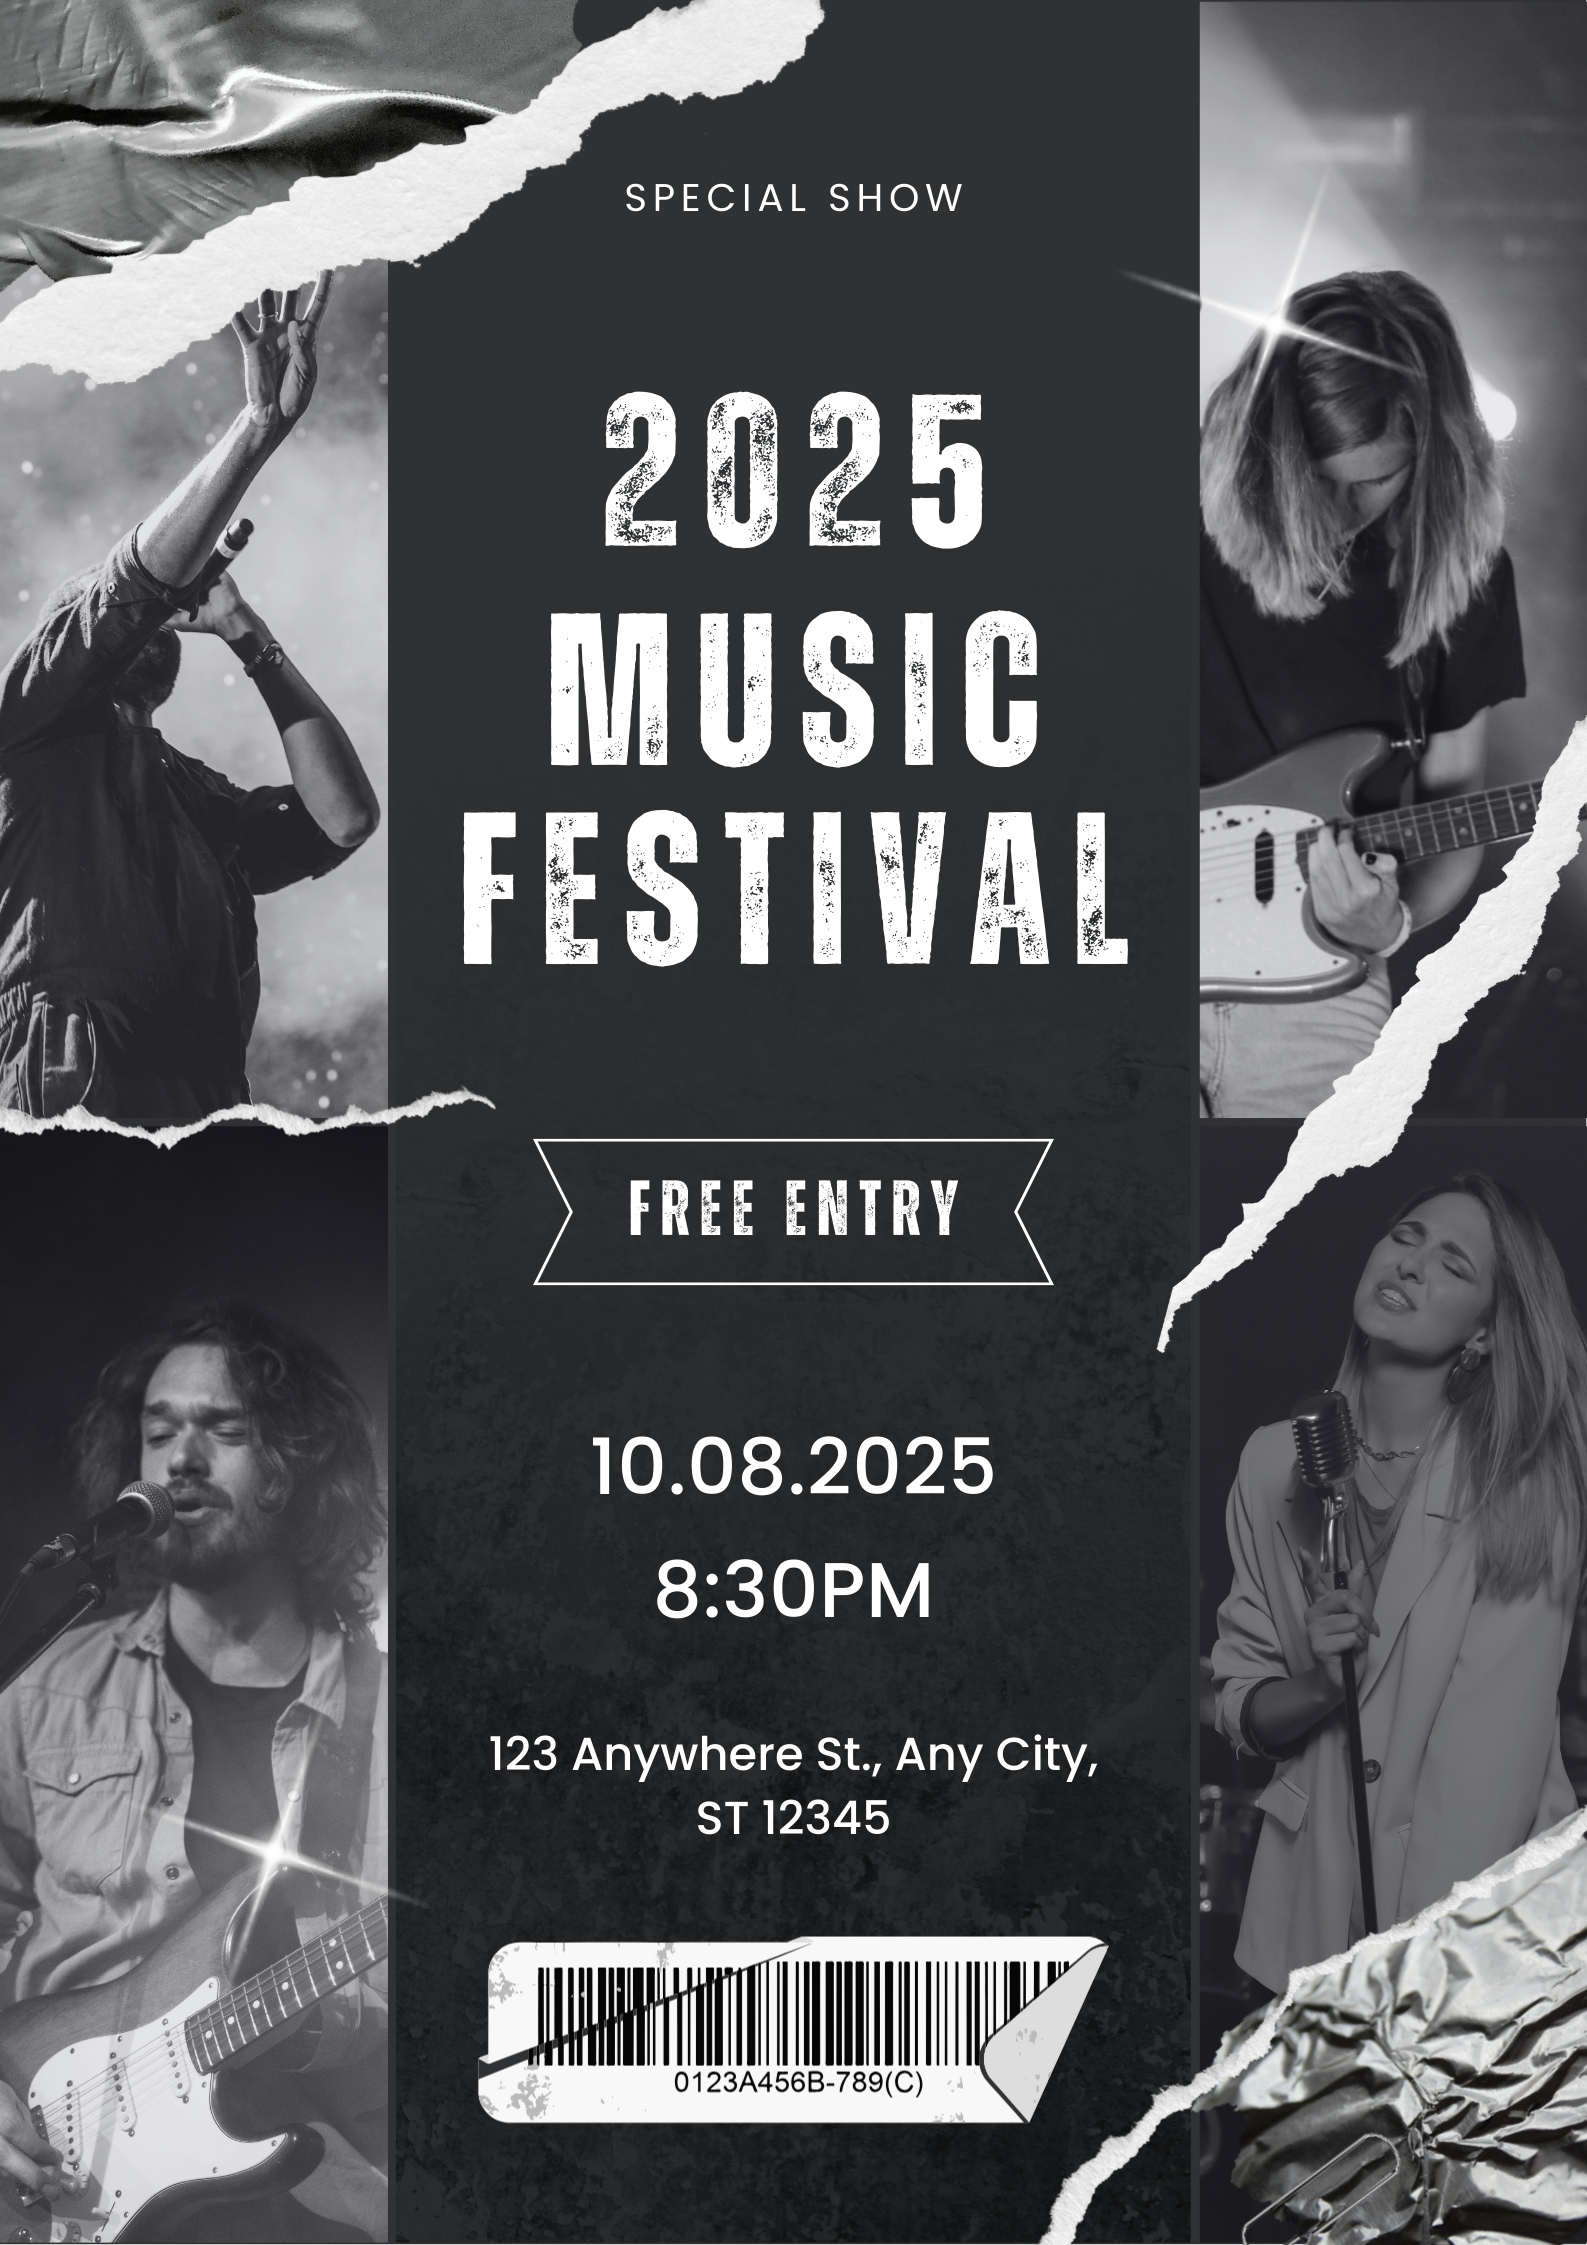 SPECIAL SHOW
2025
MUSIC
FESTIVAL
FREE ENTRY
10.08.2025
8:30PM
123 Anywhere St., Any City,
ST 12345
0123A456B-789(C)